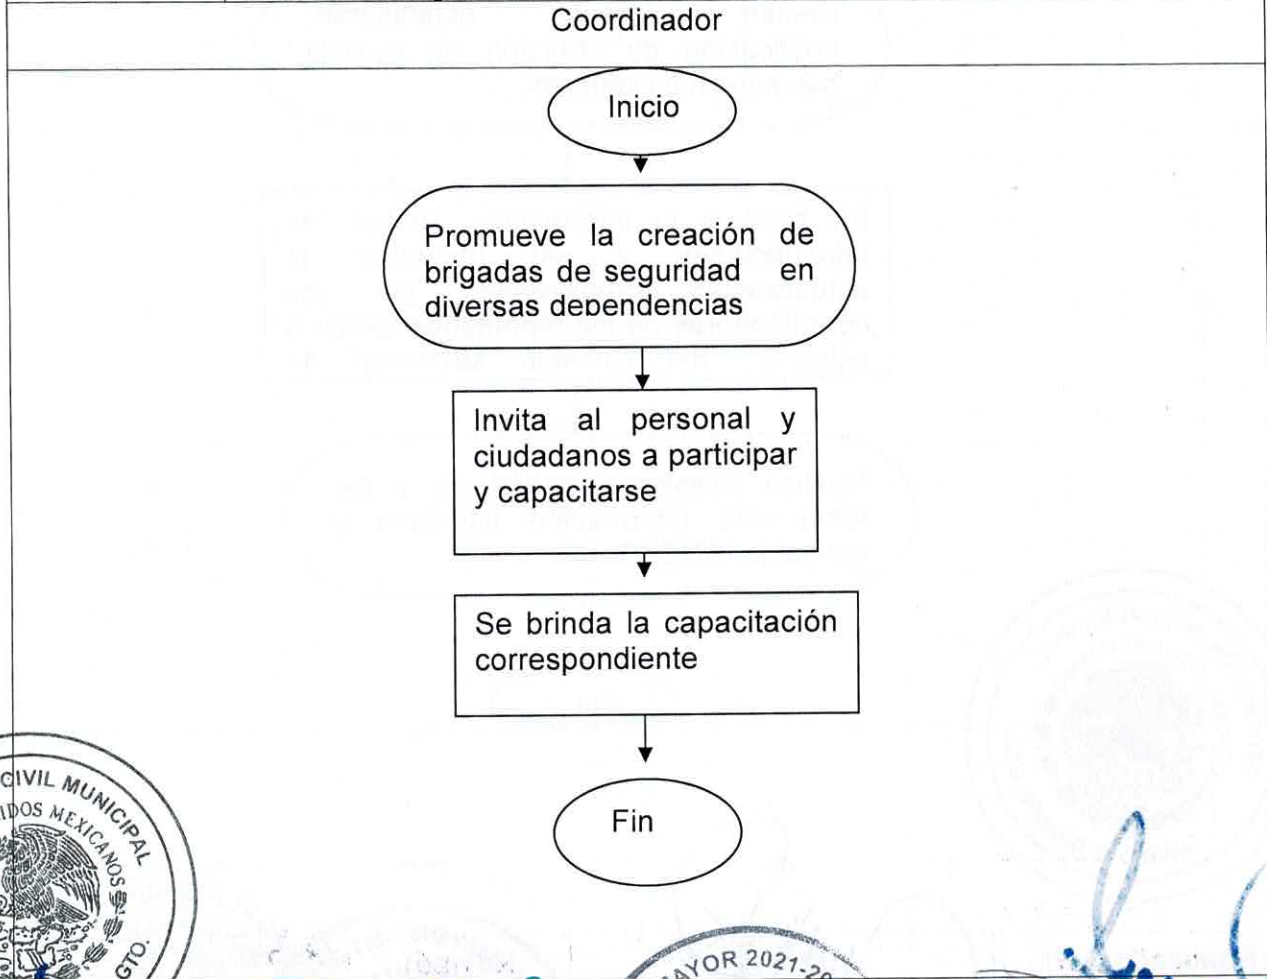 Coordinador
Inicio
Promueve la creación de
brigadas de seguridad en
diversas dependencias
Invita al personal y
ciudadanos a participar
y capacitarse
Se brinda la capacitación
correspondiente
Fin
CIVIL MUNICIPAL
IDOS MEXICANOS
GTO.
AYOR 2021-20